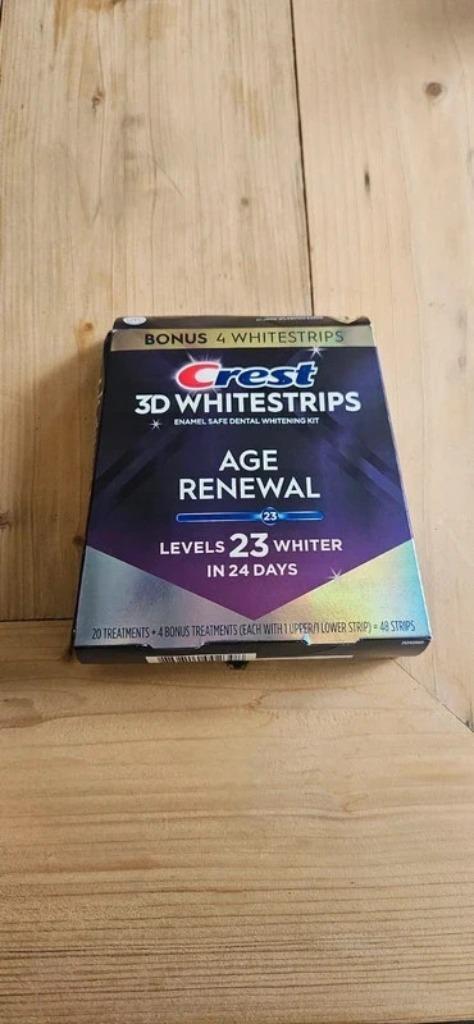 BONUS 4 WHITESTRIPS
Crest
3D WHITESTRIPS
ENAMEL SAFE DENTAL WHITENING KIT
AGE
RENEWAL
23
LEVELS 23 WHITER
IN 24 DAYS
20 TREATMENTS + 4 BONUS TREATMENTS (EACH WITH 1 UPPER/1 LOWER STRIP) = 48 STRIPS